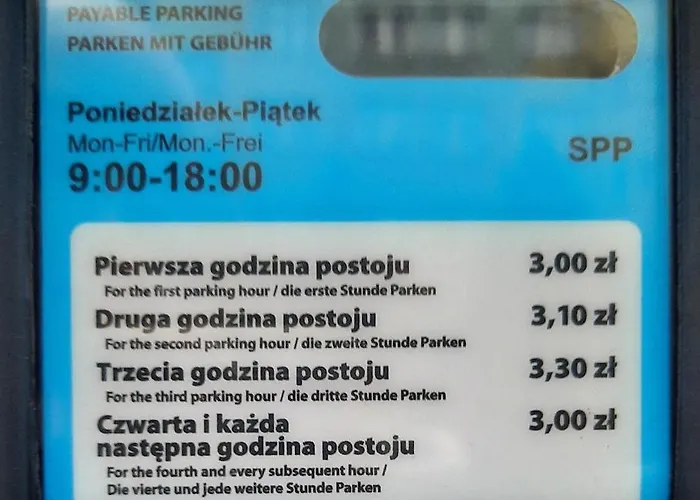 PAYABLE PARKING
PARKEN MIT GEBÜHR
Poniedziałek-Piątek
Mon-Fri/Mon.-Frei
9:00-18:00
SPP
Pierwsza godzina postoju 3,00 zł
For the first parking hour / die erste Stunde Parken
Druga godzina postoju 3,10 zł
For the second parking hour / die zweite Stunde Parken
Trzecia godzina postoju 3,30 zł
For the third parking hour / die dritte Stunde Parken
Czwarta i każda 3,00 zł
następna godzina postoju
For the fourth and every subsequent hour /
Die vierte und jede weitere Stunde Parken